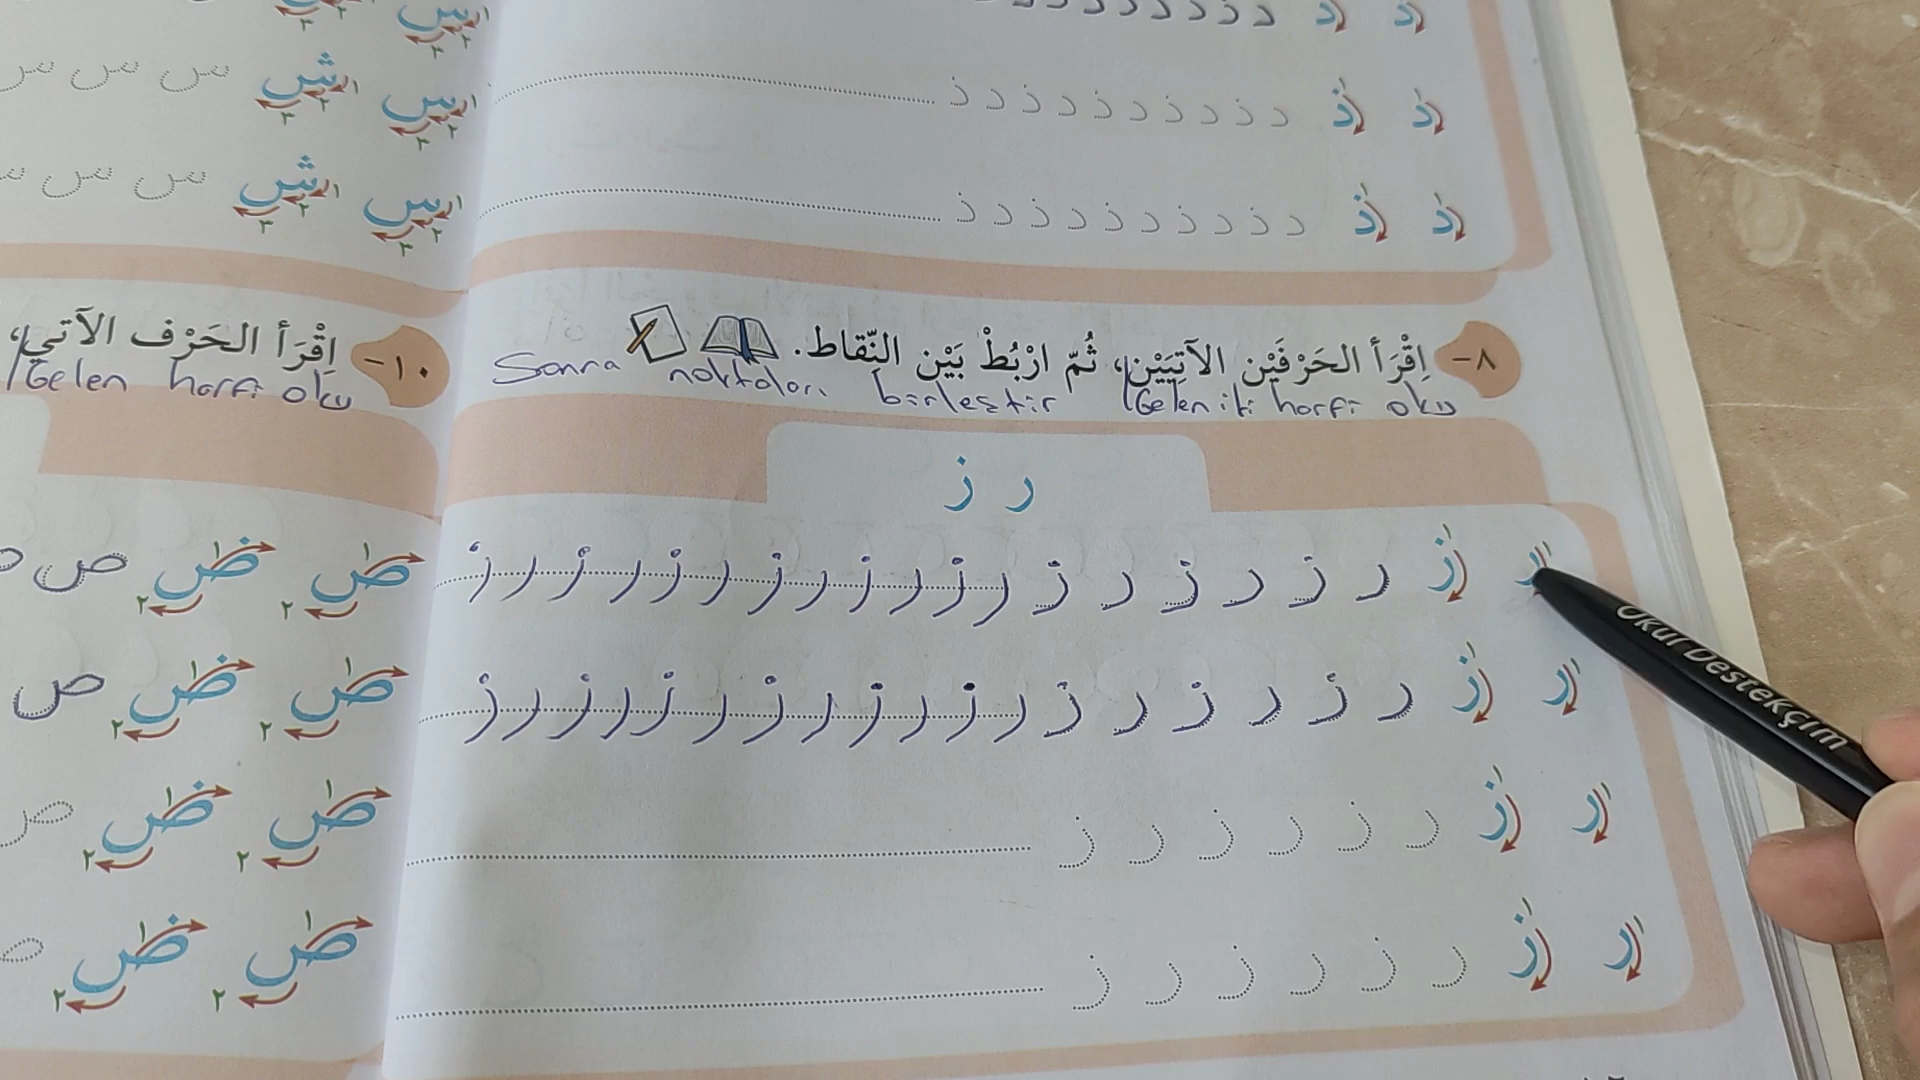 د ذ د ذ د ذ د ذ د ذ
د ذ د ذ د ذ د ذ د ذ د ذ
د ذ د ذ د ذ د ذ د ذ د ذ
٨- اِقْرَأ الحَرْفَيْن الآتِيَيْن، ثُمّ ارْبُطْ بَيْن النِّقاط.
Gelen iki harfi oku Sonra noktaları birleştir
ر ز
ر ز ر ز ر ز ر ز ر ز ر ز ر ز ر ز ر ز ر ز
ر ز ر ز ر ز ر ز ر ز ر ز ر ز ر ز ر ز ر ز
ر ز ر ز ر ز ر ز
ر ز ر ز ر ز ر ز
Okul Destekçim
س ش
س ش س س س
س ش س س س
١٠- اِقْرَأ الحَرْف الآتي،
Gelen harfi oku
ض ض ص
ض ض ص
ض ض ص
ض ض ص